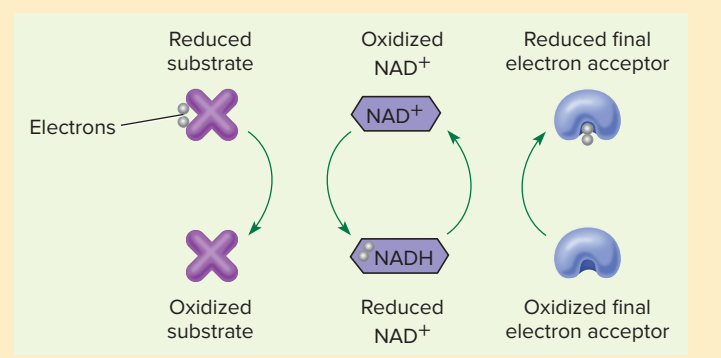 Reduced
substrate
Oxidized
NAD+
Reduced final
electron acceptor
Electrons
NAD+
NADH
Oxidized
substrate
Reduced
NAD+
Oxidized final
electron acceptor